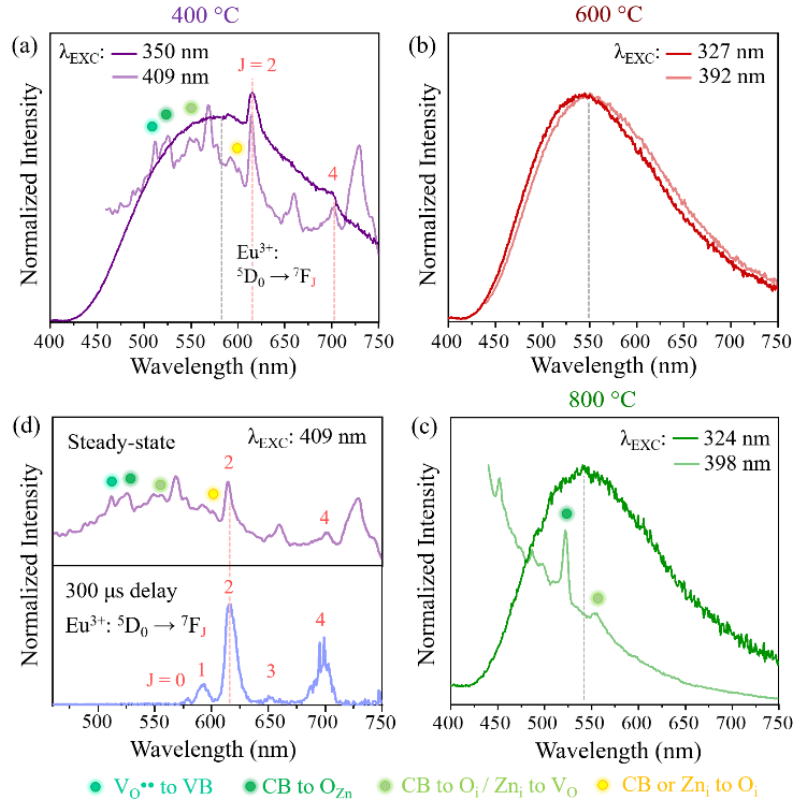 400 °C
600 °C
(a)
λEXC: 350 nm
409 nm
J = 2
4
Eu³⁺:
⁵D₀ → ⁷FJ
Normalized Intensity
400 450 500 550 600 650 700 750
Wavelength (nm)
(b)
λEXC: 327 nm
392 nm
Normalized Intensity
400 450 500 550 600 650 700 750
Wavelength (nm)
800 °C
(d)
Steady-state
λEXC: 409 nm
2
4
300 μs delay
Eu³⁺: ⁵D₀ → ⁷FJ
2
4
J = 0
1
3
Normalized Intensity
500 550 600 650 700 750
Wavelength (nm)
(c)
λEXC: 324 nm
398 nm
Normalized Intensity
400 450 500 550 600 650 700 750
Wavelength (nm)
VO•• to VB
CB to OZn
CB to Oi / Zni to VO
CB or Zni to Oi